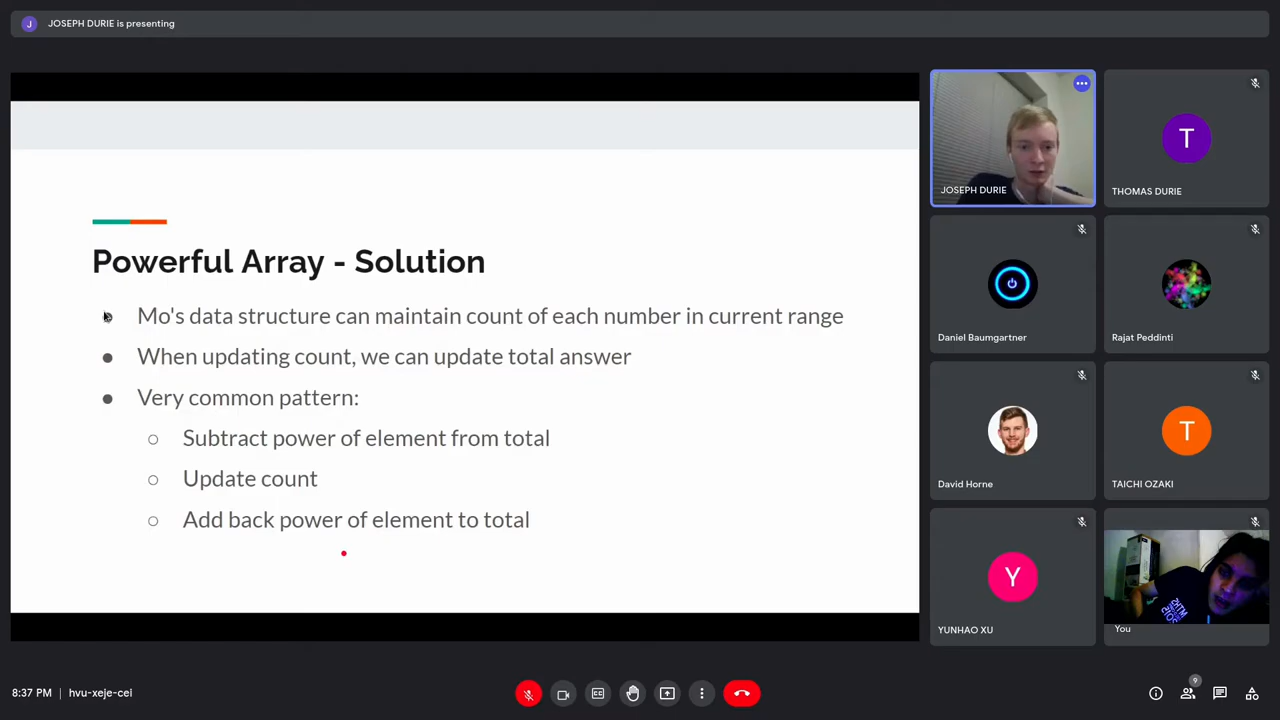 J JOSEPH DURIE is presenting
Powerful Array - Solution
Mo's data structure can maintain count of each number in current range
When updating count, we can update total answer
Very common pattern:
Subtract power of element from total
Update count
Add back power of element to total
JOSEPH DURIE
T
THOMAS DURIE
Daniel Baumgartner
Rajat Peddinti
David Horne
T
TAICHI OZAKI
Y
YUNHAO XU
You
8:37 PM | hvu-xeje-cei
CC
9